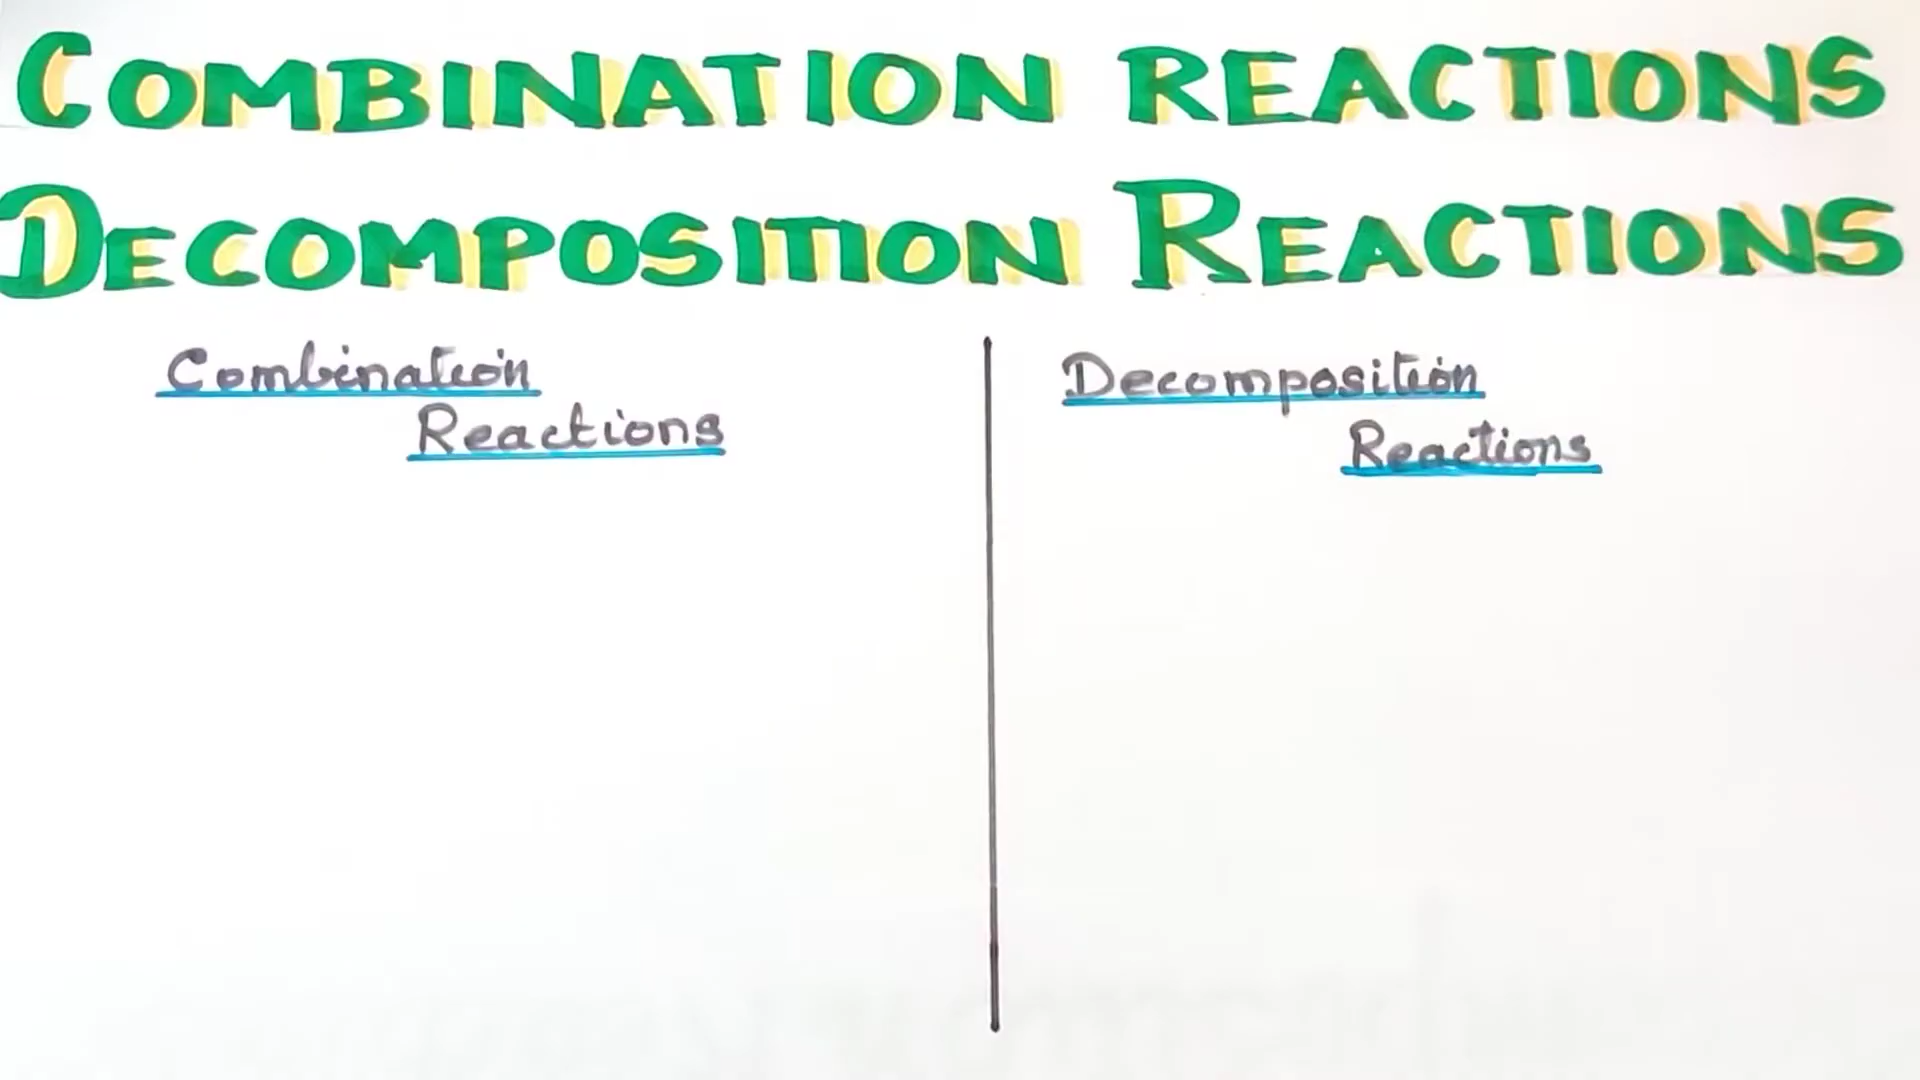 COMBINATION REACTIONS
DECOMPOSITION REACTIONS
Combination
Reactions
Decomposition
Reactions